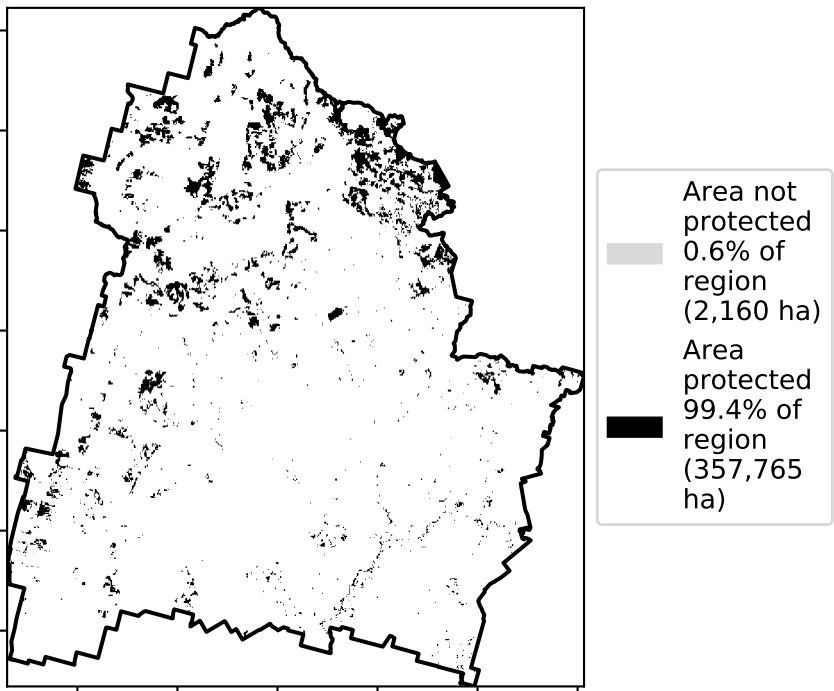 Area not
protected
0.6% of
region
(2,160 ha)
Area
protected
99.4% of
region
(357,765
ha)